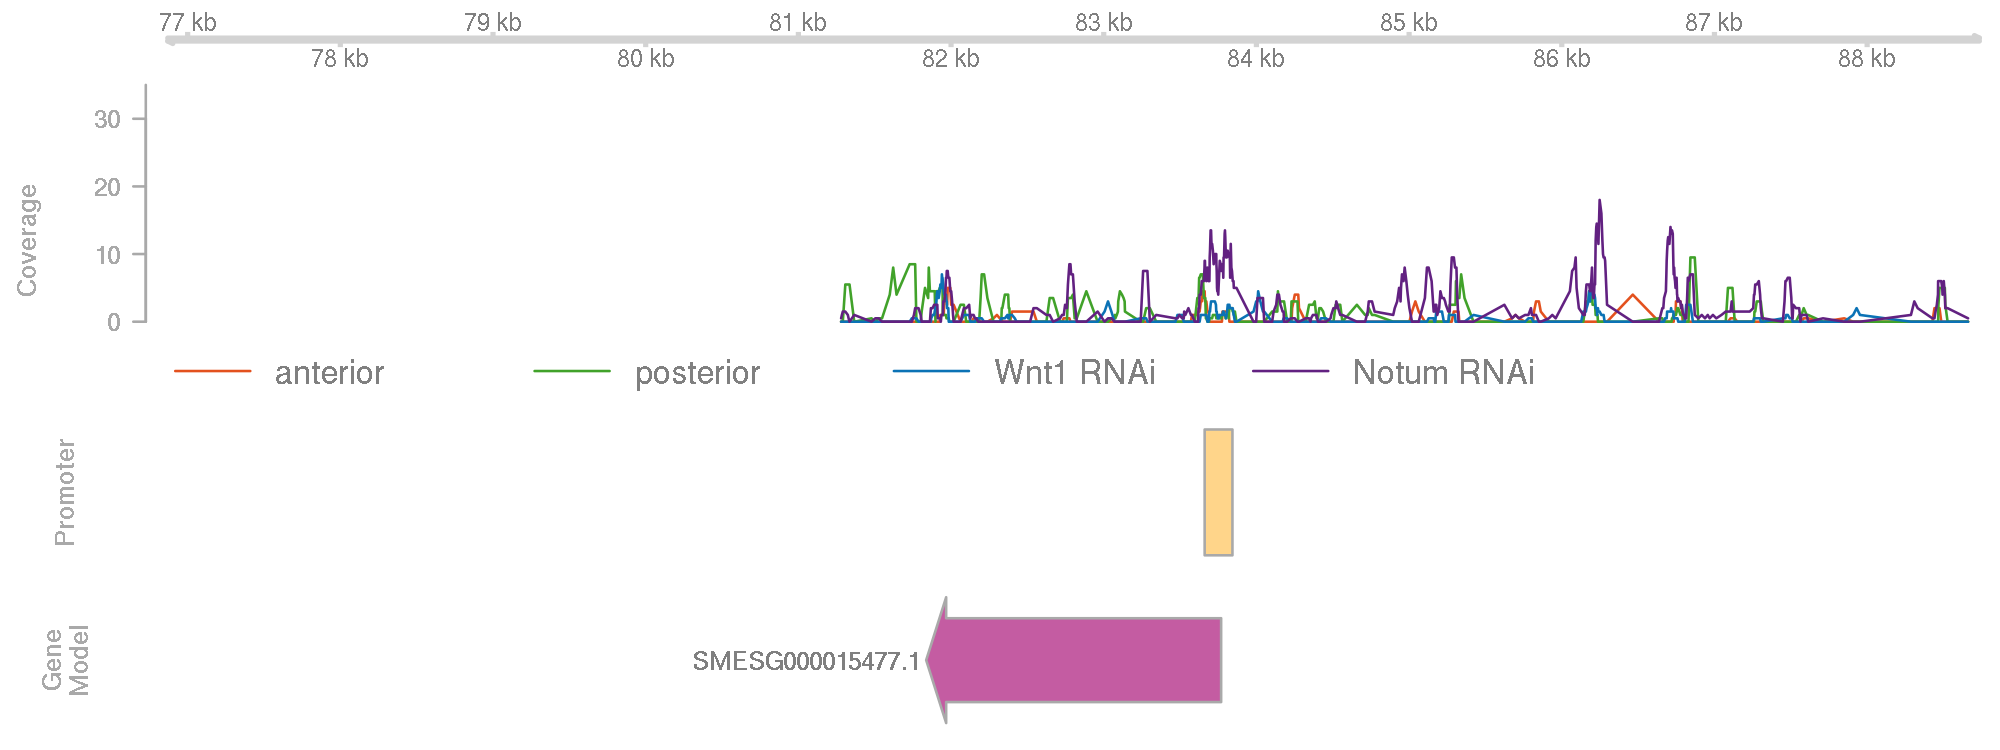 77 kb 79 kb 81 kb 83 kb 85 kb 87 kb
78 kb 80 kb 82 kb 84 kb 86 kb 88 kb
Coverage
30
20
10
0
anterior posterior Wnt1 RNAi Notum RNAi
Promoter
Gene
Model
SMESG000015477.1